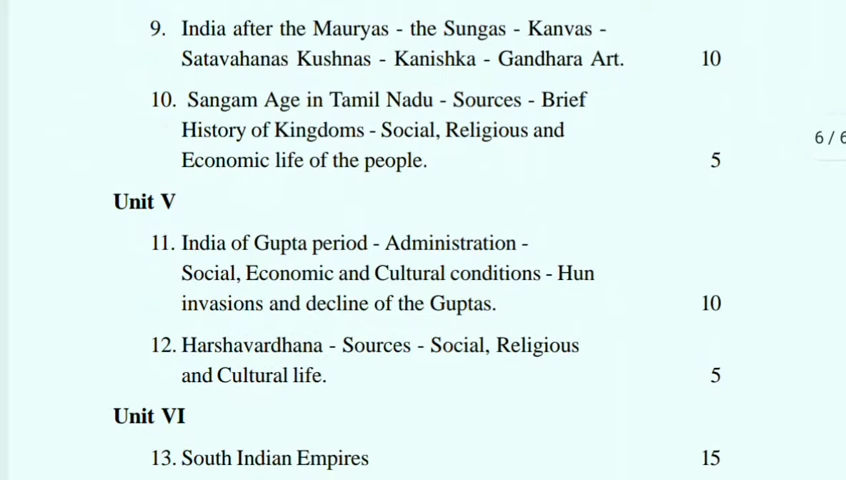 9. India after the Mauryas - the Sungas - Kanvas -
Satavahanas Kushnas - Kanishka - Gandhara Art. 10
10. Sangam Age in Tamil Nadu - Sources - Brief
History of Kingdoms - Social, Religious and
6 / 6
Economic life of the people. 5
Unit V
11. India of Gupta period - Administration -
Social, Economic and Cultural conditions - Hun
invasions and decline of the Guptas. 10
12. Harshavardhana - Sources - Social, Religious
and Cultural life. 5
Unit VI
13. South Indian Empires 15